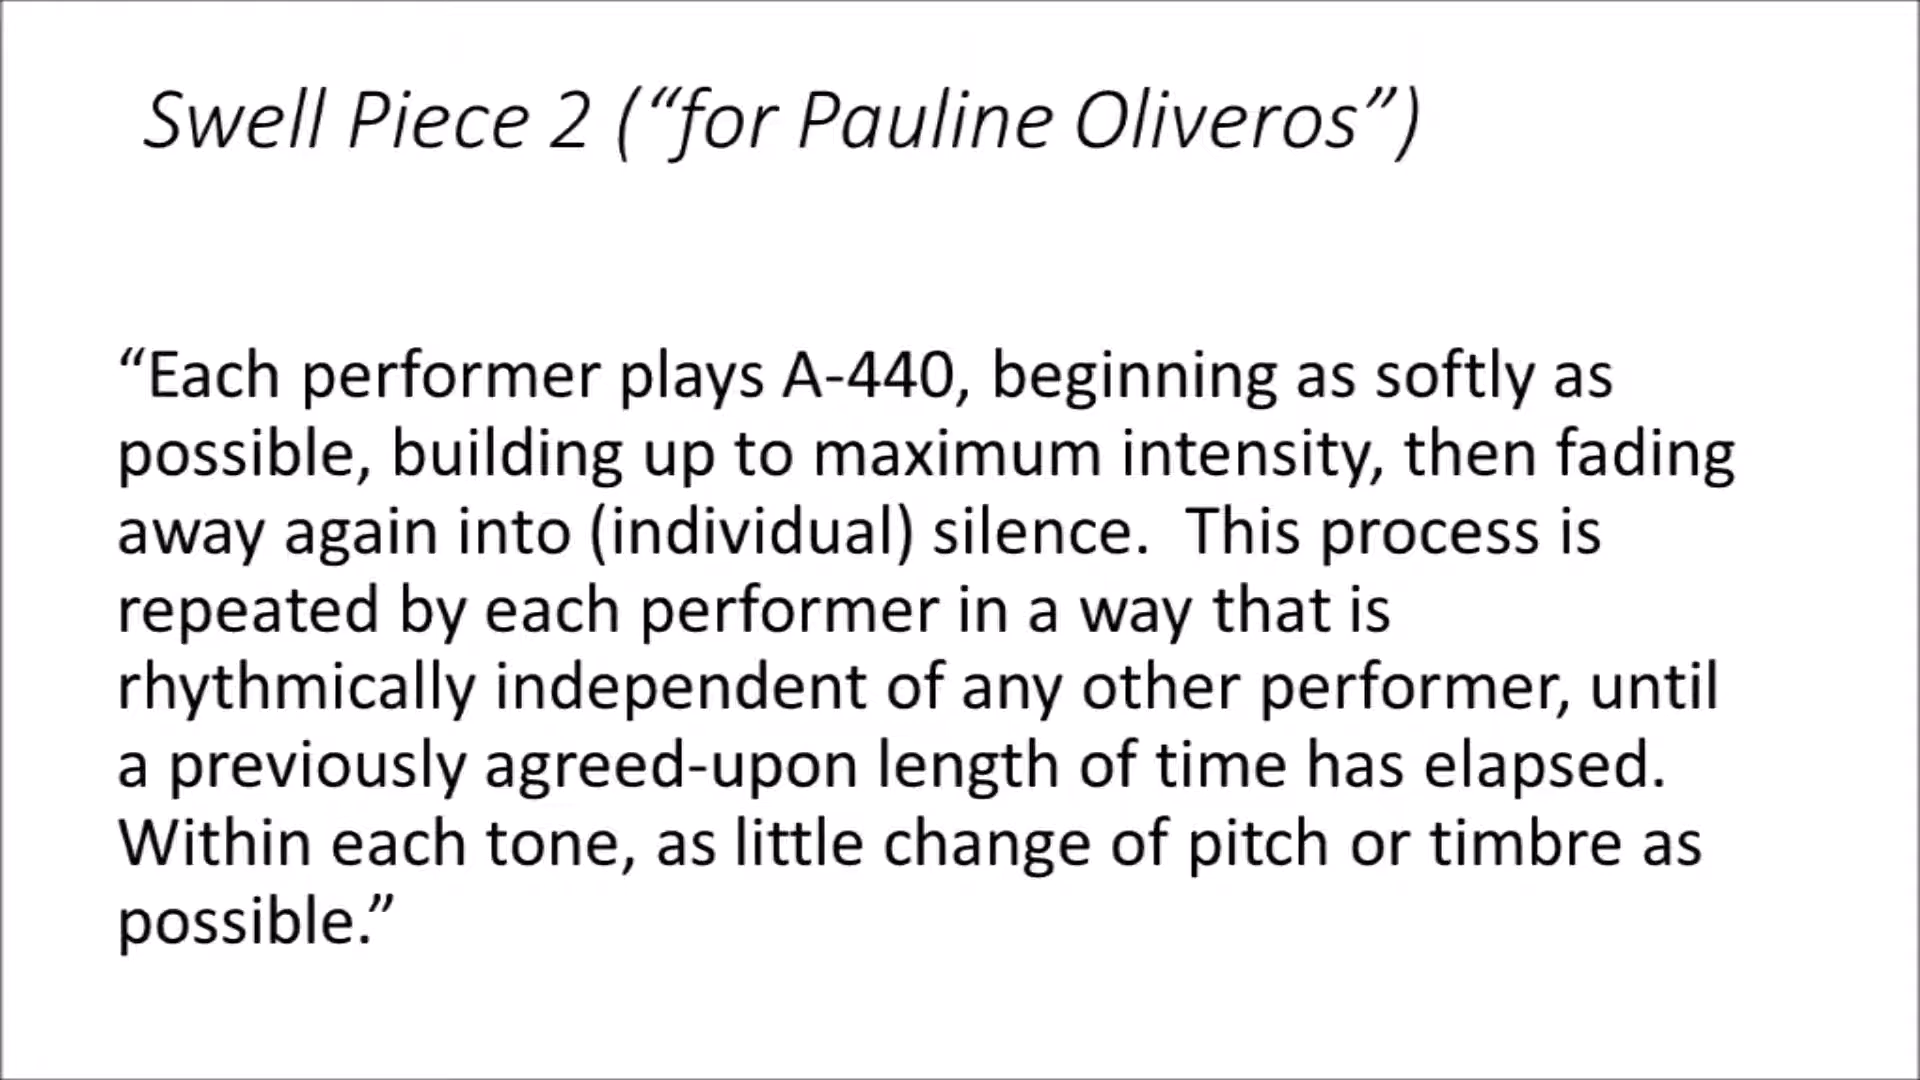 Swell Piece 2 (“for Pauline Oliveros”)
“Each performer plays A-440, beginning as softly as
possible, building up to maximum intensity, then fading
away again into (individual) silence.  This process is
repeated by each performer in a way that is
rhythmically independent of any other performer, until
a previously agreed-upon length of time has elapsed.
Within each tone, as little change of pitch or timbre as
possible.”